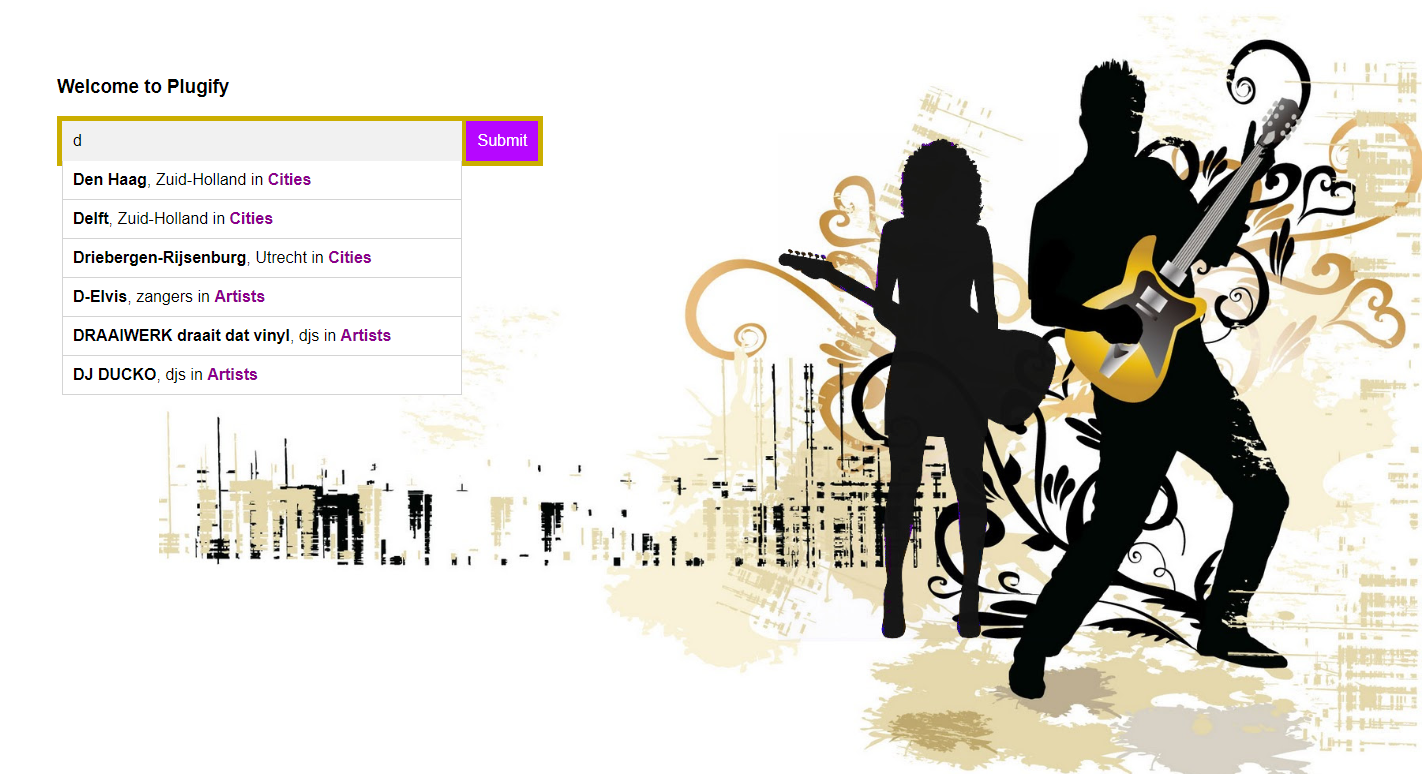 Welcome to Plugify
d
Submit
Den Haag, Zuid-Holland in Cities
Delft, Zuid-Holland in Cities
Driebergen-Rijsenburg, Utrecht in Cities
D-Elvis, zangers in Artists
DRAAIWERK draait dat vinyl, djs in Artists
DJ DUCKO, djs in Artists